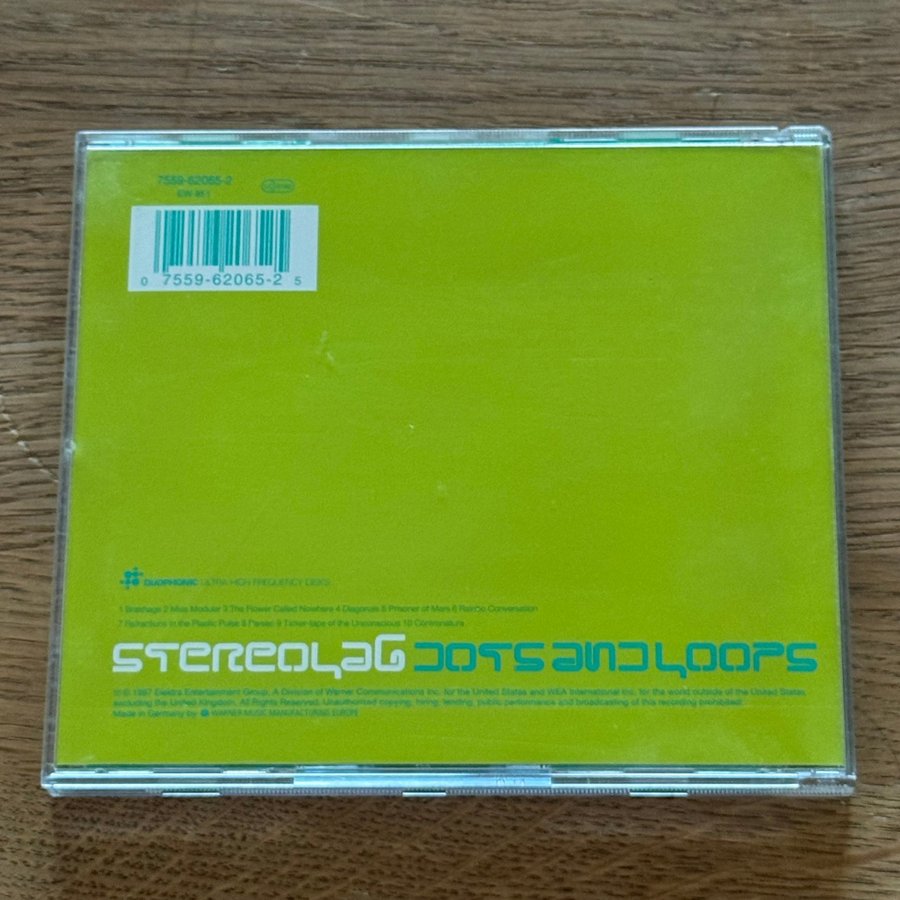 7559-62065-2
0 7559-62065-2 5
DUOPHONIC ULTRA HIGH FREQUENCY DISKS
1 Brakhage 2 Miss Modular 3 The Flower Called Nowhere 4 Diagonals 5 Prisoner of Mars 6 Rainbo Conversation
7 Refractions in the Plastic Pulse 8 Parsec 9 Ticker-tape of the Unconscious 10 Contronatura
STEREOLAB DOTS AND LOOPS
℗ © 1997 Elektra Entertainment Group, A Division of Warner Communications Inc. for the United States and WEA International Inc. for the world outside of the United States,
excluding the United Kingdom. All Rights Reserved. Unauthorized copying, hiring, lending, public performance and broadcasting of this recording prohibited.
Made in Germany by WARNER MUSIC MANUFACTURING EUROPE